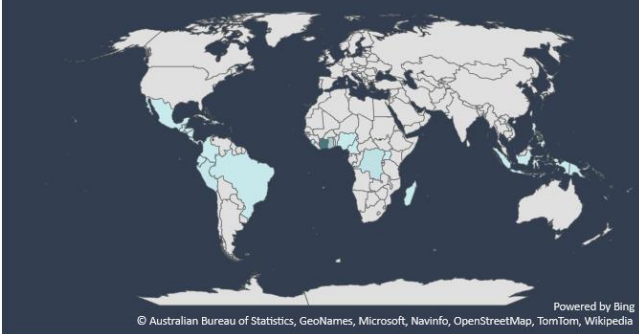 Powered by Bing
© Australian Bureau of Statistics, GeoNames, Microsoft, Navinfo, OpenStreetMap, TomTom, Wikipedia